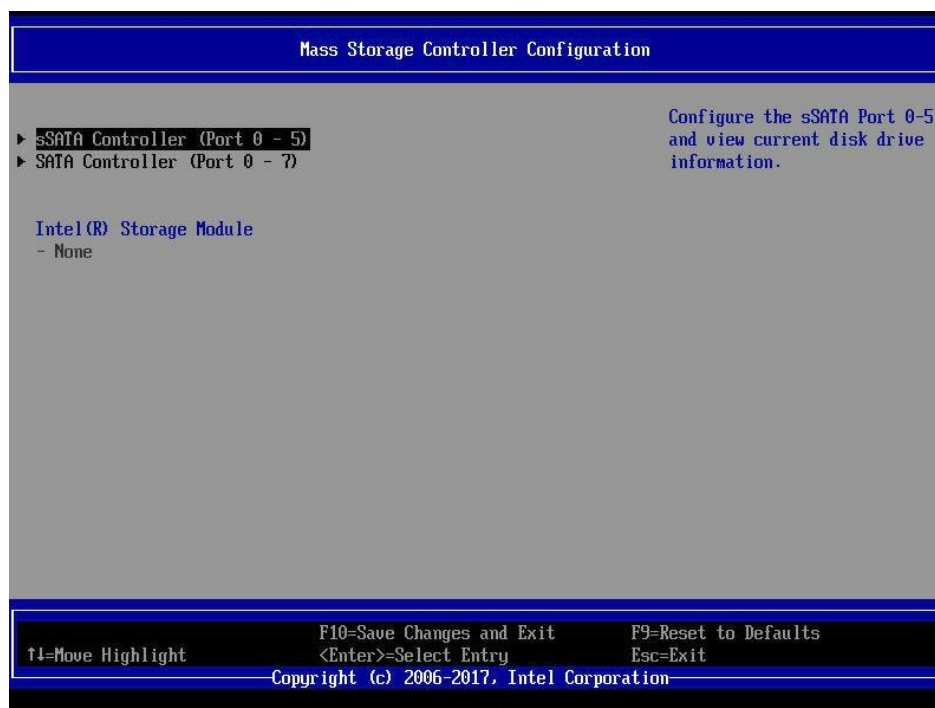 Mass Storage Controller Configuration
sSATA Controller (Port 0 - 5)
SATA Controller (Port 0 - 7)
Intel(R) Storage Module
- None
Configure the sSATA Port 0-5
and view current disk drive
information.
F10=Save Changes and Exit F9=Reset to Defaults
↑↓=Move Highlight <Enter>=Select Entry Esc=Exit
Copyright (c) 2006-2017, Intel Corporation